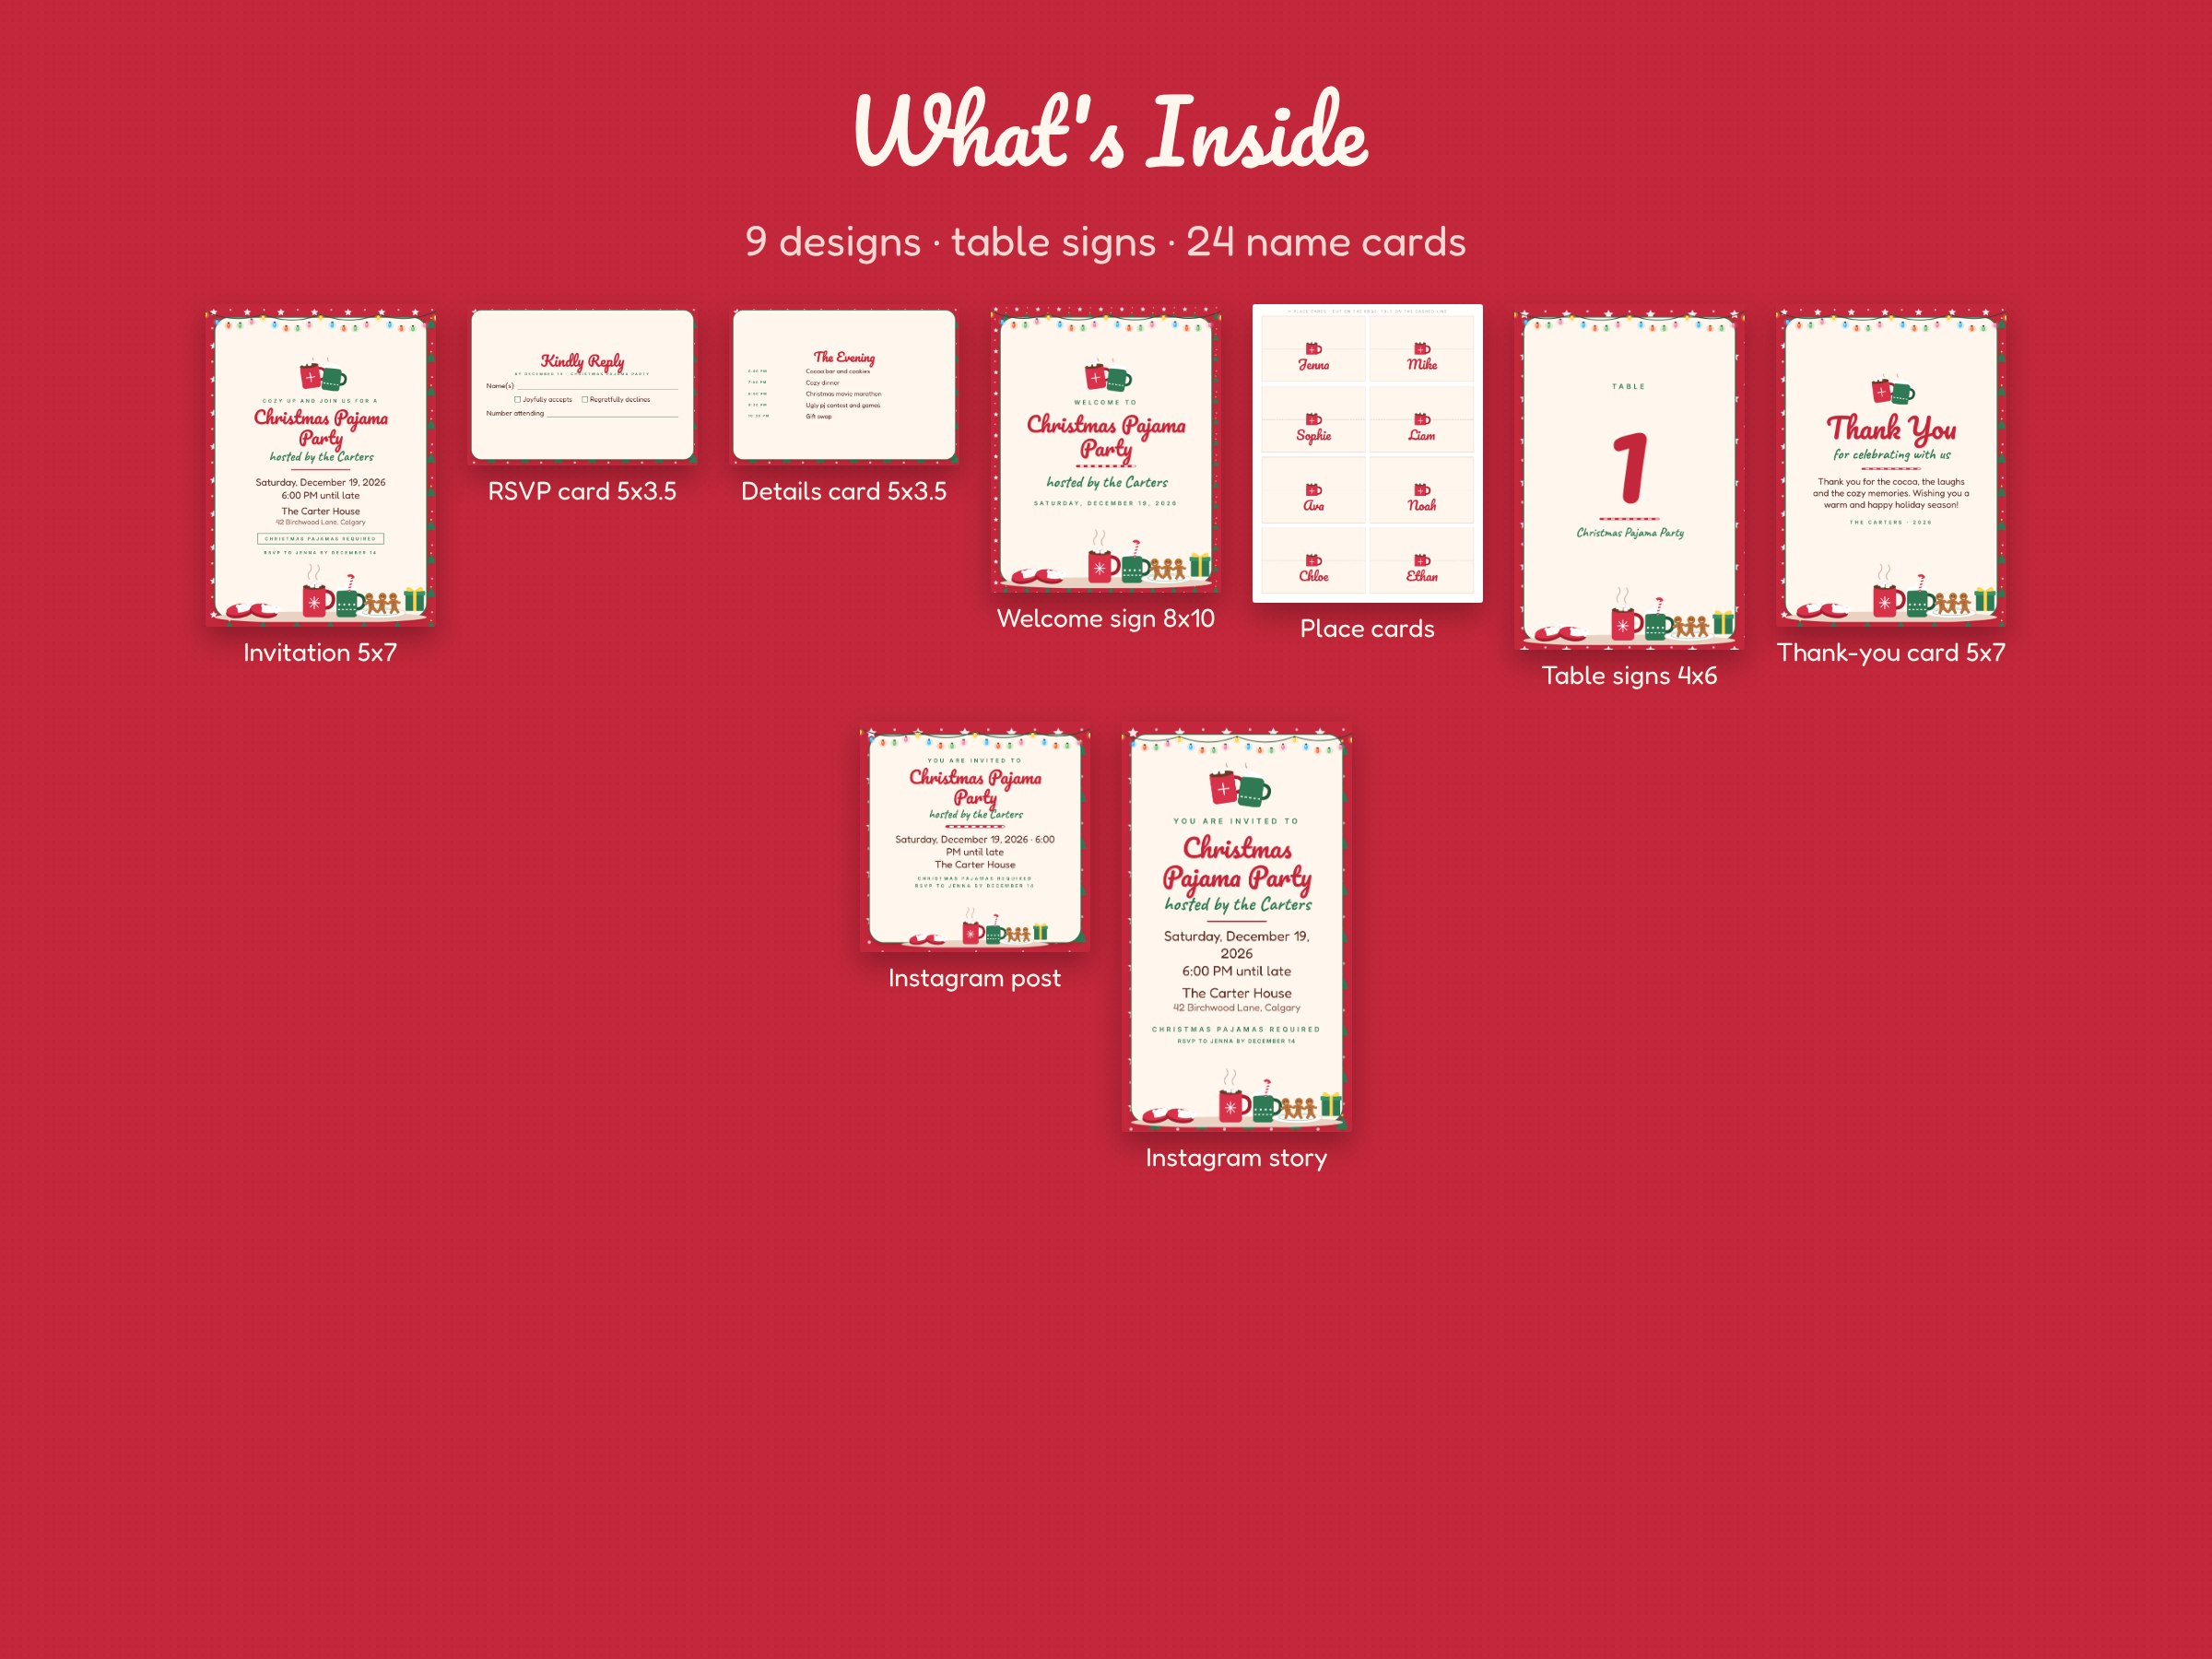 What's Inside
9 designs · table signs · 24 name cards
COZY UP AND JOIN US FOR A
Christmas Pajama
Party
hosted by the Carters
Saturday, December 19, 2026
6:00 PM until late
The Carter House
42 Birchwood Lane, Calgary
CHRISTMAS PAJAMAS REQUIRED
RSVP TO JENNA BY DECEMBER 14
Invitation 5x7
Kindly Reply
BY DECEMBER 14 · CHRISTMAS PAJAMA PARTY
Name(s)
Joyfully accepts Regretfully declines
Number attending
RSVP card 5x3.5
The Evening
Cocoa bar and cookies
Cozy dinner
Christmas movie marathon
Ugly pj contest and games
Gift swap
Details card 5x3.5
WELCOME TO
Christmas Pajama
Party
hosted by the Carters
SATURDAY, DECEMBER 19, 2026
Welcome sign 8x10
Jenna Mike
Sophie Liam
Ava Noah
Chloe Ethan
Place cards
TABLE
1
Christmas Pajama Party
Table signs 4x6
Thank You
for celebrating with us
Thank you for the cocoa, the laughs
and the cozy memories. Wishing you a
warm and happy holiday season!
THE CARTERS · 2026
Thank-you card 5x7
YOU ARE INVITED TO
Christmas Pajama
Party
hosted by the Carters
Saturday, December 19, 2026 · 6:00
PM until late
The Carter House
CHRISTMAS PAJAMAS REQUIRED
RSVP TO JENNA BY DECEMBER 14
Instagram post
YOU ARE INVITED TO
Christmas
Pajama Party
hosted by the Carters
Saturday, December 19,
2026
6:00 PM until late
The Carter House
42 Birchwood Lane, Calgary
CHRISTMAS PAJAMAS REQUIRED
RSVP TO JENNA BY DECEMBER 14
Instagram story